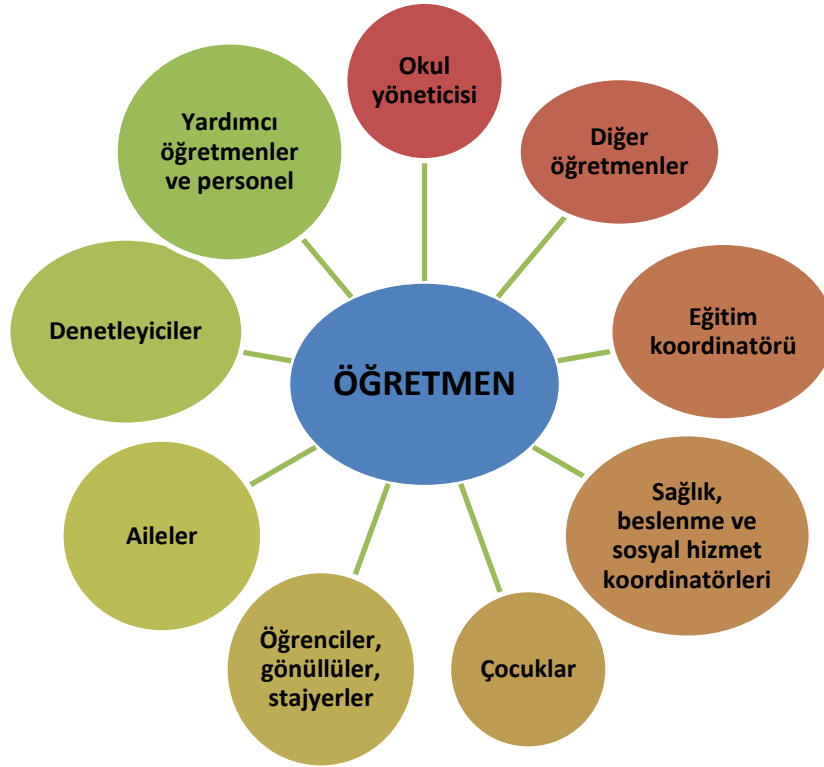 Okul
yöneticisi
Diğer
öğretmenler
Eğitim
koordinatörü
Sağlık,
beslenme ve
sosyal hizmet
koordinatörleri
Çocuklar
Öğrenciler,
gönüllüler,
stajyerler
Aileler
Denetleyiciler
Yardımcı
öğretmenler
ve personel
ÖĞRETMEN